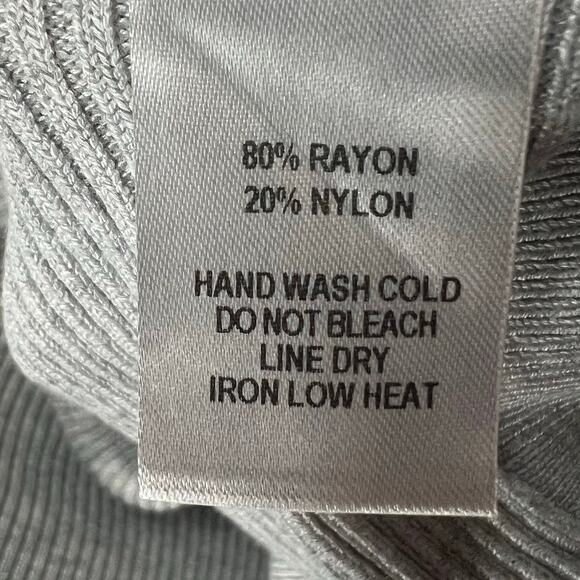 80% RAYON
20% NYLON
HAND WASH COLD
DO NOT BLEACH
LINE DRY
IRON LOW HEAT